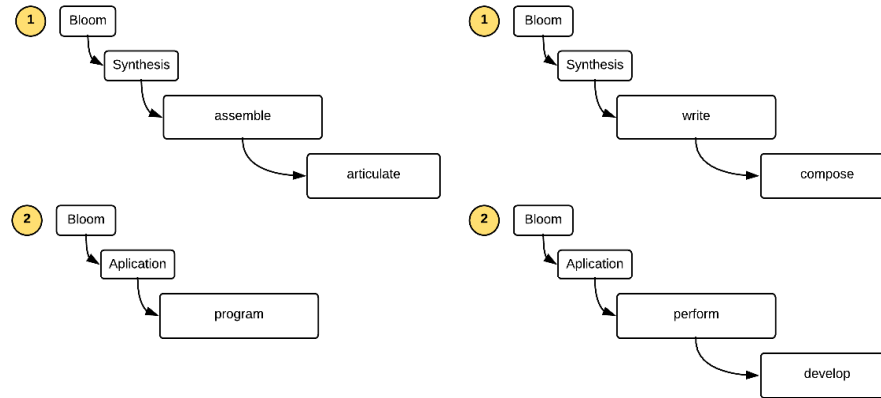 1
Bloom
Synthesis
assemble
articulate
2
Bloom
Aplication
program
1
Bloom
Synthesis
write
compose
2
Bloom
Aplication
perform
develop